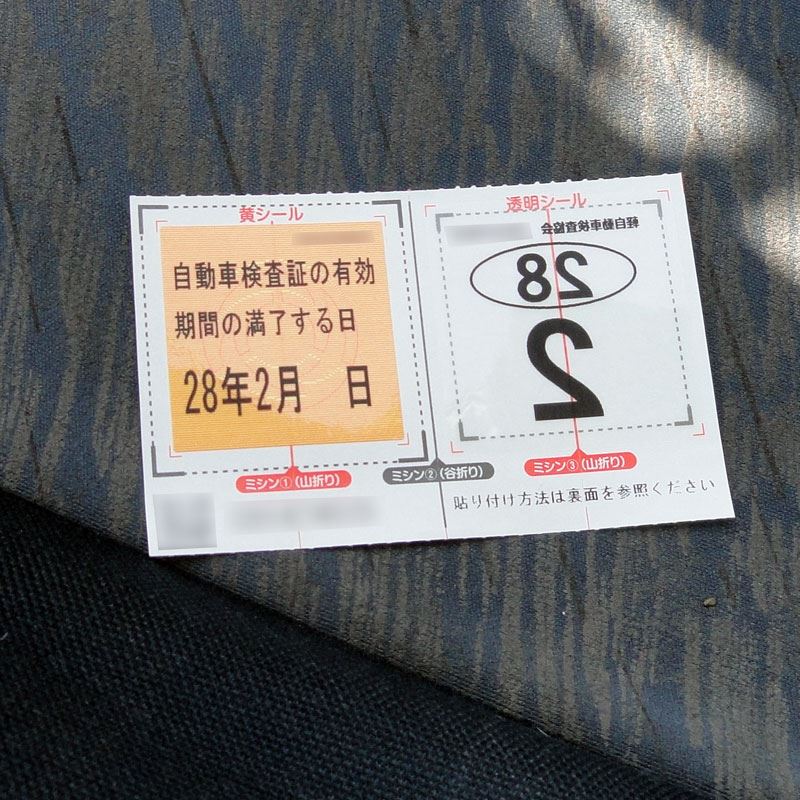 黄シール
自動車検査証の有効
期間の満了する日
28年2月 日
透明シール
軽自動車検査協会
28
2
ミシン①(山折り)
ミシン②(谷折り)
ミシン③(山折り)
貼り付け方法は裏面を参照ください